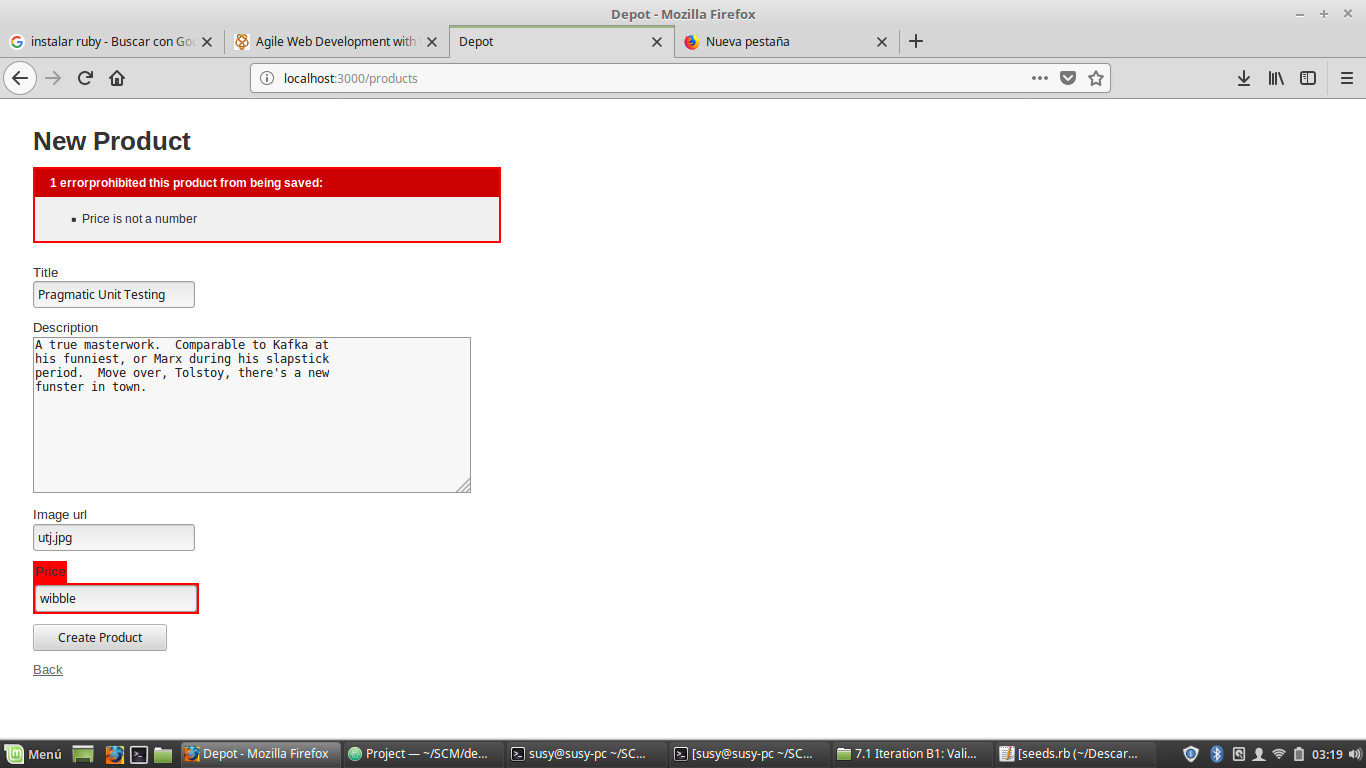 Depot - Mozilla Firefox
instalar ruby - Buscar con Go
Agile Web Development with
Depot
Nueva pestaña
localhost:3000/products
New Product
1 errorprohibited this product from being saved:
Price is not a number
Title
Pragmatic Unit Testing
Description
A true masterwork.  Comparable to Kafka at
his funniest, or Marx during his slapstick
period.  Move over, Tolstoy, there's a new
funster in town.
Image url
utj.jpg
Price
wibble
Create Product
Back
Menú
Depot - Mozilla Firefox
Project — ~/SCM/de...
susy@susy-pc ~/SC...
[susy@susy-pc ~/SC...
7.1 Iteration B1: Vali...
[seeds.rb (~/Descar...
03:19